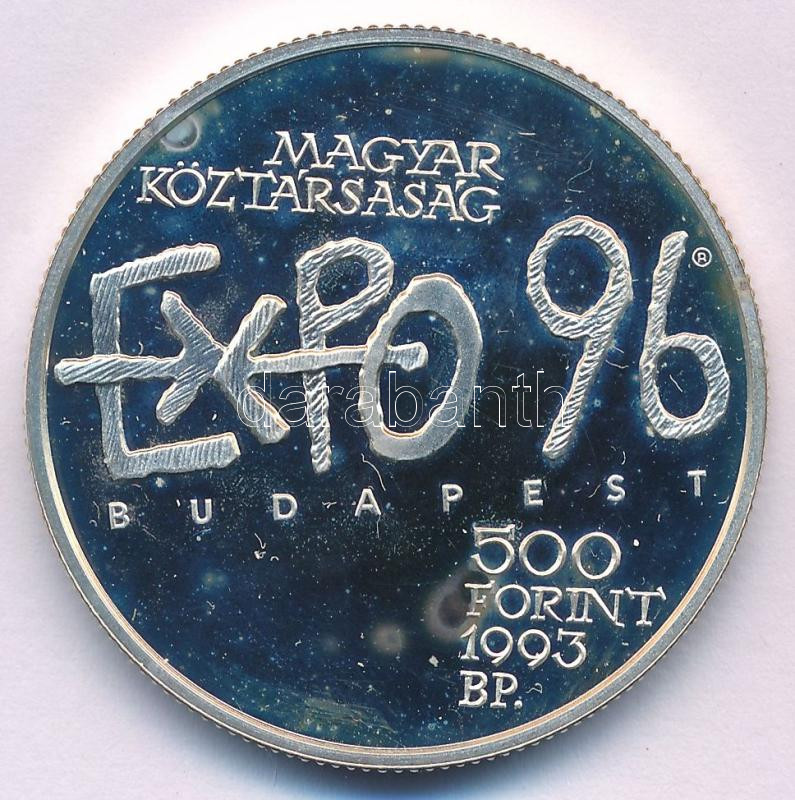 MAGYAR
KÖZTÁRSASÁG
EXPO 96 ®
BUDAPEST
500
FORINT
1993
BP.
darabanth